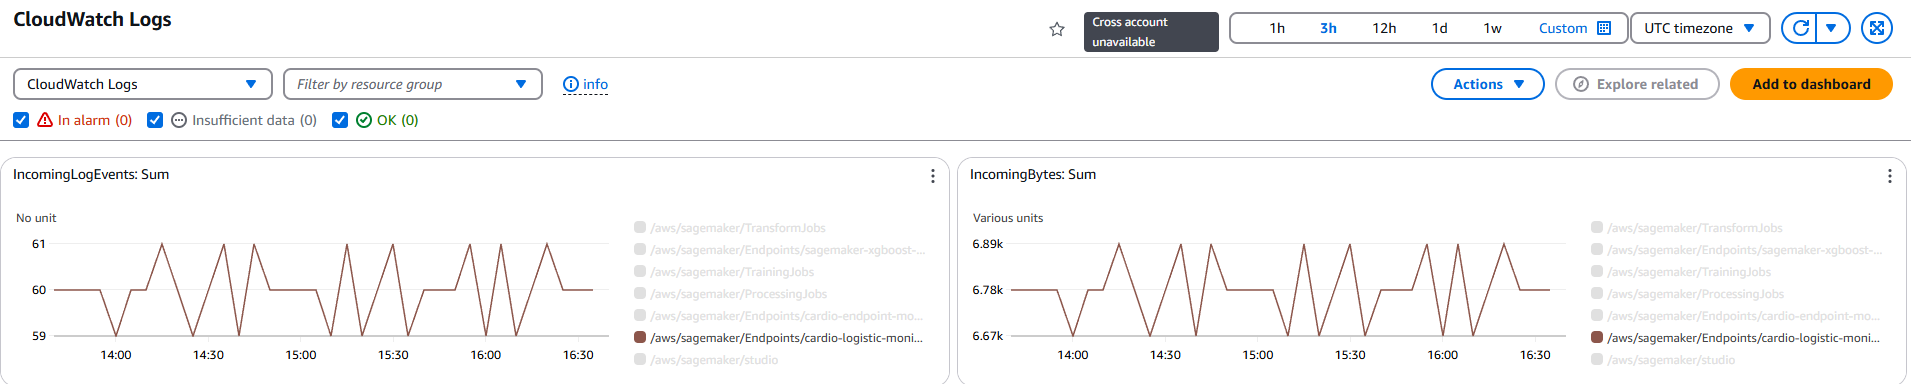 CloudWatch Logs
Cross account
unavailable
1h 3h 12h 1d 1w Custom
UTC timezone
CloudWatch Logs
Filter by resource group
info
Actions
Explore related
Add to dashboard
In alarm (0)
Insufficient data (0)
OK (0)
IncomingLogEvents: Sum
No unit
61
60
59
14:00 14:30 15:00 15:30 16:00 16:30
/aws/sagemaker/TransformJobs
/aws/sagemaker/Endpoints/sagemaker-xgboost-...
/aws/sagemaker/TrainingJobs
/aws/sagemaker/ProcessingJobs
/aws/sagemaker/Endpoints/cardio-endpoint-mo...
/aws/sagemaker/Endpoints/cardio-logistic-moni...
/aws/sagemaker/studio
IncomingBytes: Sum
Various units
6.89k
6.78k
6.67k
14:00 14:30 15:00 15:30 16:00 16:30
/aws/sagemaker/TransformJobs
/aws/sagemaker/Endpoints/sagemaker-xgboost-...
/aws/sagemaker/TrainingJobs
/aws/sagemaker/ProcessingJobs
/aws/sagemaker/Endpoints/cardio-endpoint-mo...
/aws/sagemaker/Endpoints/cardio-logistic-moni...
/aws/sagemaker/studio